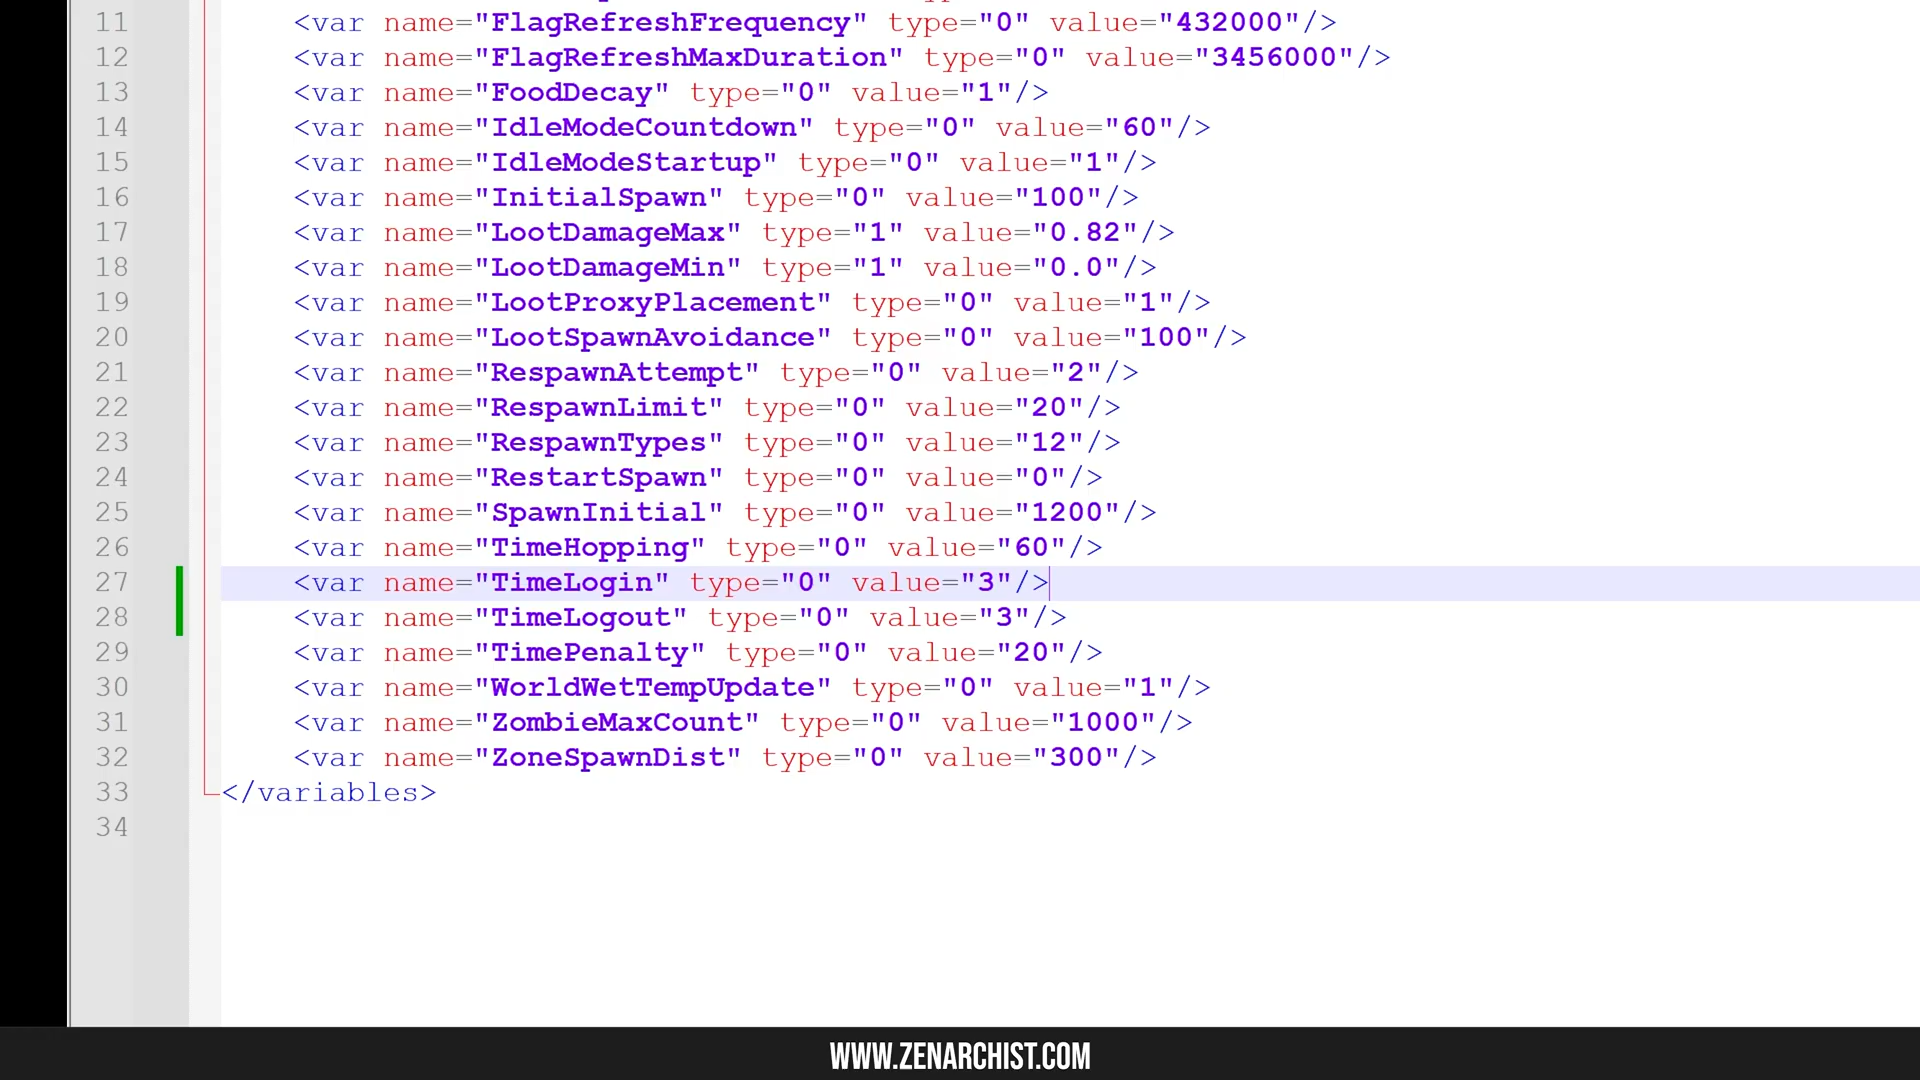 11 <var name="FlagRefreshFrequency" type="0" value="432000"/>
12 <var name="FlagRefreshMaxDuration" type="0" value="3456000"/>
13 <var name="FoodDecay" type="0" value="1"/>
14 <var name="IdleModeCountdown" type="0" value="60"/>
15 <var name="IdleModeStartup" type="0" value="1"/>
16 <var name="InitialSpawn" type="0" value="100"/>
17 <var name="LootDamageMax" type="1" value="0.82"/>
18 <var name="LootDamageMin" type="1" value="0.0"/>
19 <var name="LootProxyPlacement" type="0" value="1"/>
20 <var name="LootSpawnAvoidance" type="0" value="100"/>
21 <var name="RespawnAttempt" type="0" value="2"/>
22 <var name="RespawnLimit" type="0" value="20"/>
23 <var name="RespawnTypes" type="0" value="12"/>
24 <var name="RestartSpawn" type="0" value="0"/>
25 <var name="SpawnInitial" type="0" value="1200"/>
26 <var name="TimeHopping" type="0" value="60"/>
27 <var name="TimeLogin" type="0" value="3"/>
28 <var name="TimeLogout" type="0" value="3"/>
29 <var name="TimePenalty" type="0" value="20"/>
30 <var name="WorldWetTempUpdate" type="0" value="1"/>
31 <var name="ZombieMaxCount" type="0" value="1000"/>
32 <var name="ZoneSpawnDist" type="0" value="300"/>
33 </variables>
34
WWW.ZENARCHIST.COM